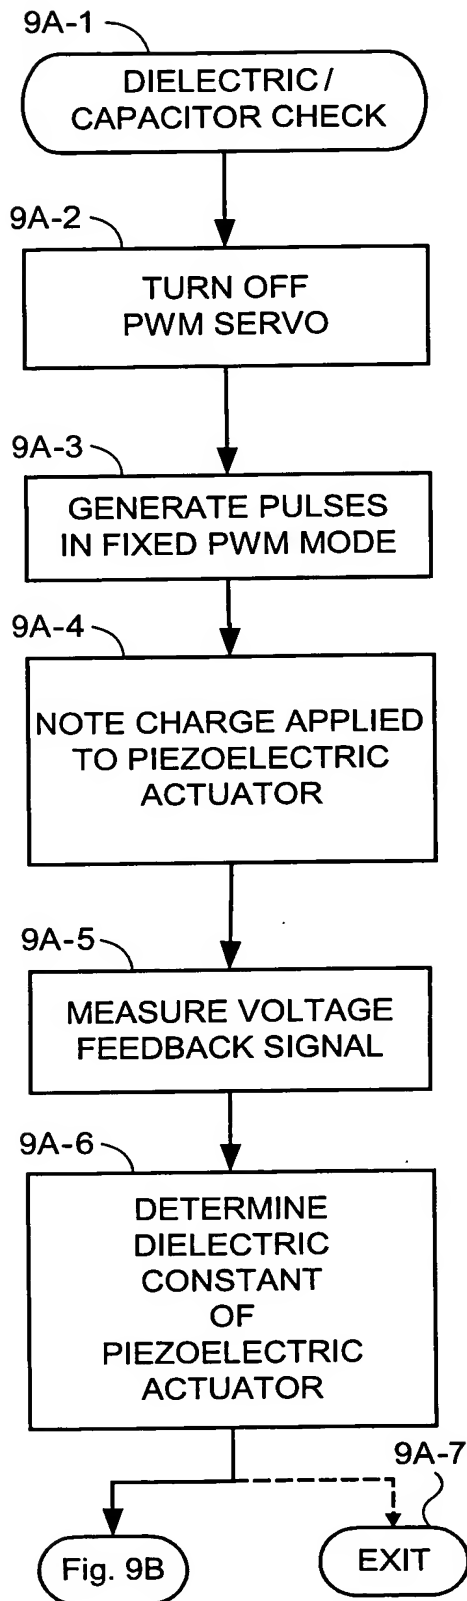 9A-1
DIELECTRIC /
CAPACITOR CHECK
9A-2
TURN OFF
PWM SERVO
9A-3
GENERATE PULSES
IN FIXED PWM MODE
9A-4
NOTE CHARGE APPLIED
TO PIEZOELECTRIC
ACTUATOR
9A-5
MEASURE VOLTAGE
FEEDBACK SIGNAL
9A-6
DETERMINE
DIELECTRIC
CONSTANT
OF
PIEZOELECTRIC
ACTUATOR
9A-7
Fig. 9B
EXIT